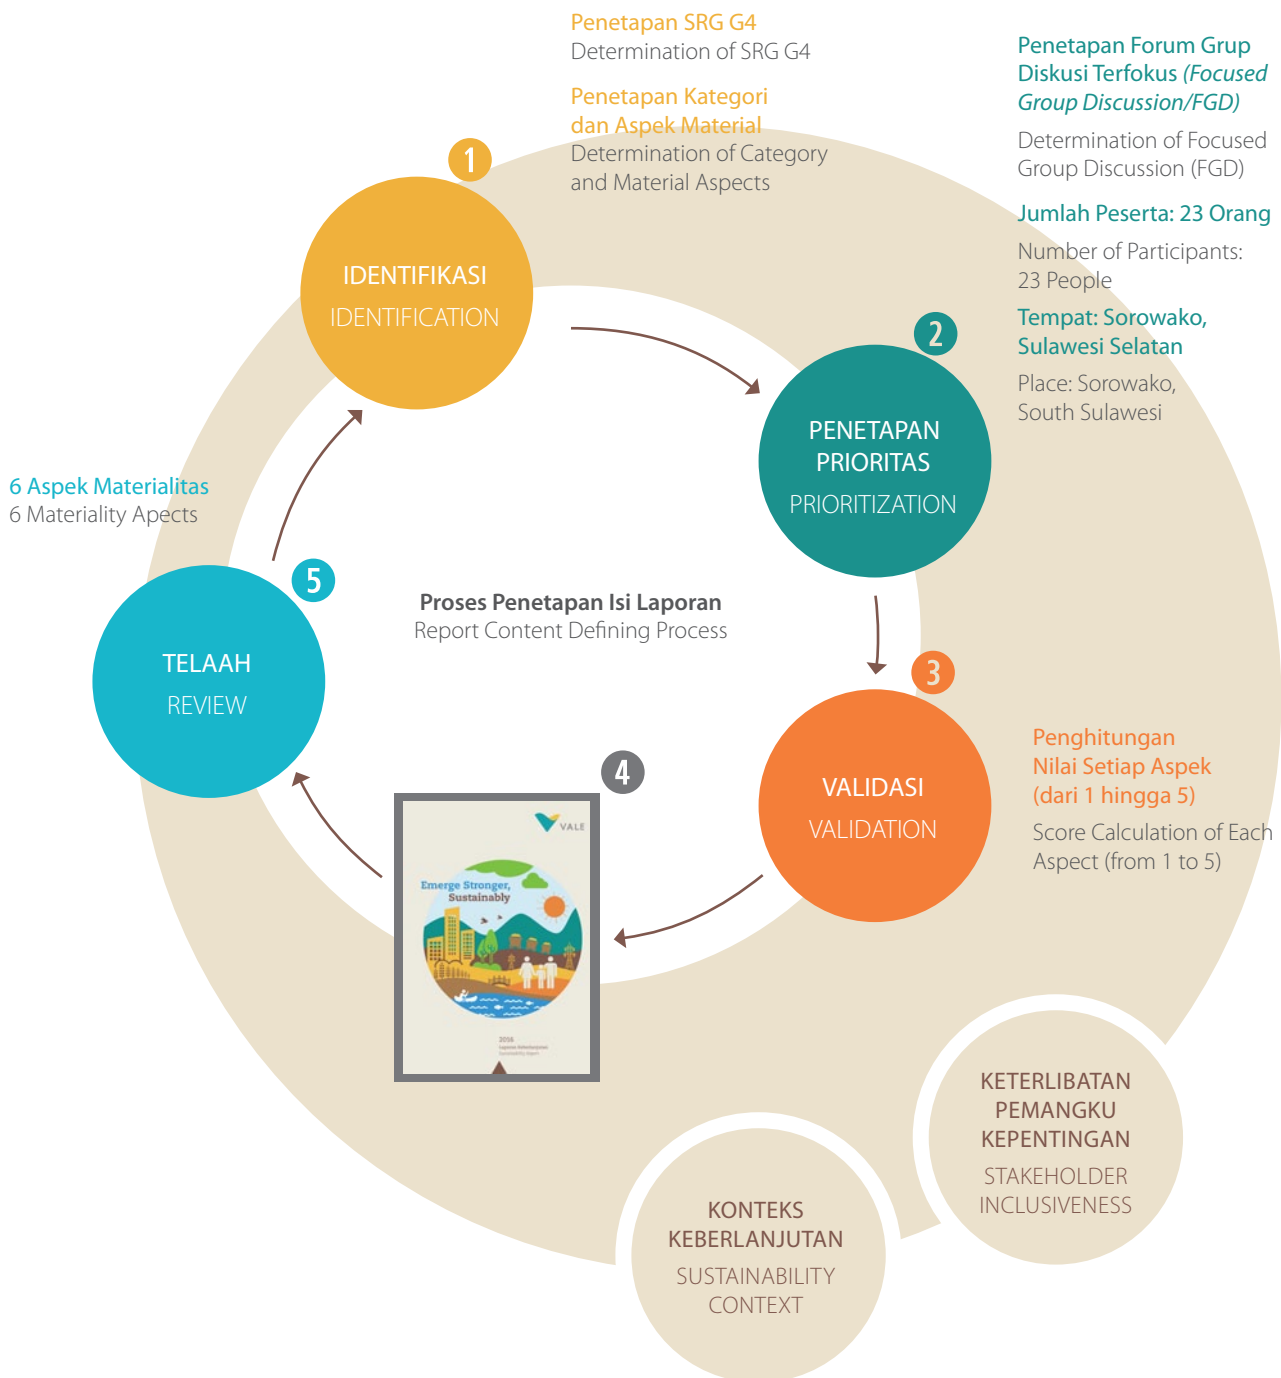 Penetapan SRG G4
Determination of SRG G4
Penetapan Kategori
dan Aspek Material
Determination of Category
and Material Aspects
1
IDENTIFIKASI
IDENTIFICATION
Penetapan Forum Grup
Diskusi Terfokus (Focused
Group Discussion/FGD)
Determination of Focused
Group Discussion (FGD)
Jumlah Peserta: 23 Orang
Number of Participants:
23 People
Tempat: Sorowako,
Sulawesi Selatan
Place: Sorowako,
South Sulawesi
2
PENETAPAN
PRIORITAS
PRIORITIZATION
6 Aspek Materialitas
6 Materiality Apects
5
TELAAH
REVIEW
Proses Penetapan Isi Laporan
Report Content Defining Process
3
VALIDASI
VALIDATION
Penghitungan
Nilai Setiap Aspek
(dari 1 hingga 5)
Score Calculation of Each
Aspect (from 1 to 5)
4
VALE
Emerge Stronger,
Sustainably
2016
Laporan Keberlanjutan
Sustainability Report
KETERLIBATAN
PEMANGKU
KEPENTINGAN
STAKEHOLDER
INCLUSIVENESS
KONTEKS
KEBERLANJUTAN
SUSTAINABILITY
CONTEXT